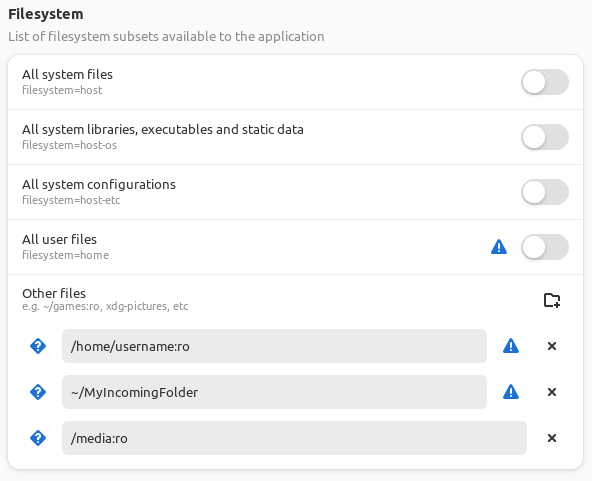 Filesystem
List of filesystem subsets available to the application
All system files
filesystem=host
All system libraries, executables and static data
filesystem=host-os
All system configurations
filesystem=host-etc
All user files
filesystem=home
Other files
e.g. ~/games:ro, xdg-pictures, etc
/home/username:ro
~/MyIncomingFolder
/media:ro